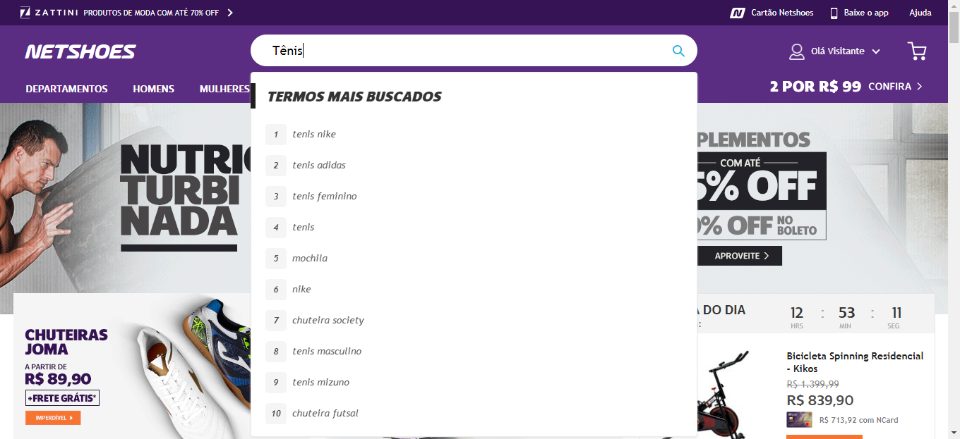 ZATTINI PRODUTOS DE MODA COM ATÉ 70% OFF
Cartão Netshoes
Baixe o app
Ajuda
NETSHOES
Tênis
Olá Visitante
DEPARTAMENTOS
HOMENS
MULHERES
2 POR R$ 99 CONFIRA
TERMOS MAIS BUSCADOS
1 tenis nike
2 tenis adidas
3 tenis feminino
4 tenis
5 mochila
6 nike
7 chuteira society
8 tenis masculino
9 tenis mizuno
10 chuteira futsal
NUTRIÇ
TURBI
NADA
PLEMENTOS
COM ATÉ
5% OFF
0% OFF NO BOLETO
APROVEITE
CHUTEIRAS
JOMA
A PARTIR DE
R$ 89,90
+FRETE GRÁTIS*
IMPERDÍVEL
DO DIA
12 : 53 : 11
HRS MIN SEG
Bicicleta Spinning Residencial
- Kikos
R$ 1.399,99
R$ 839,90
R$ 713,92 com NCard